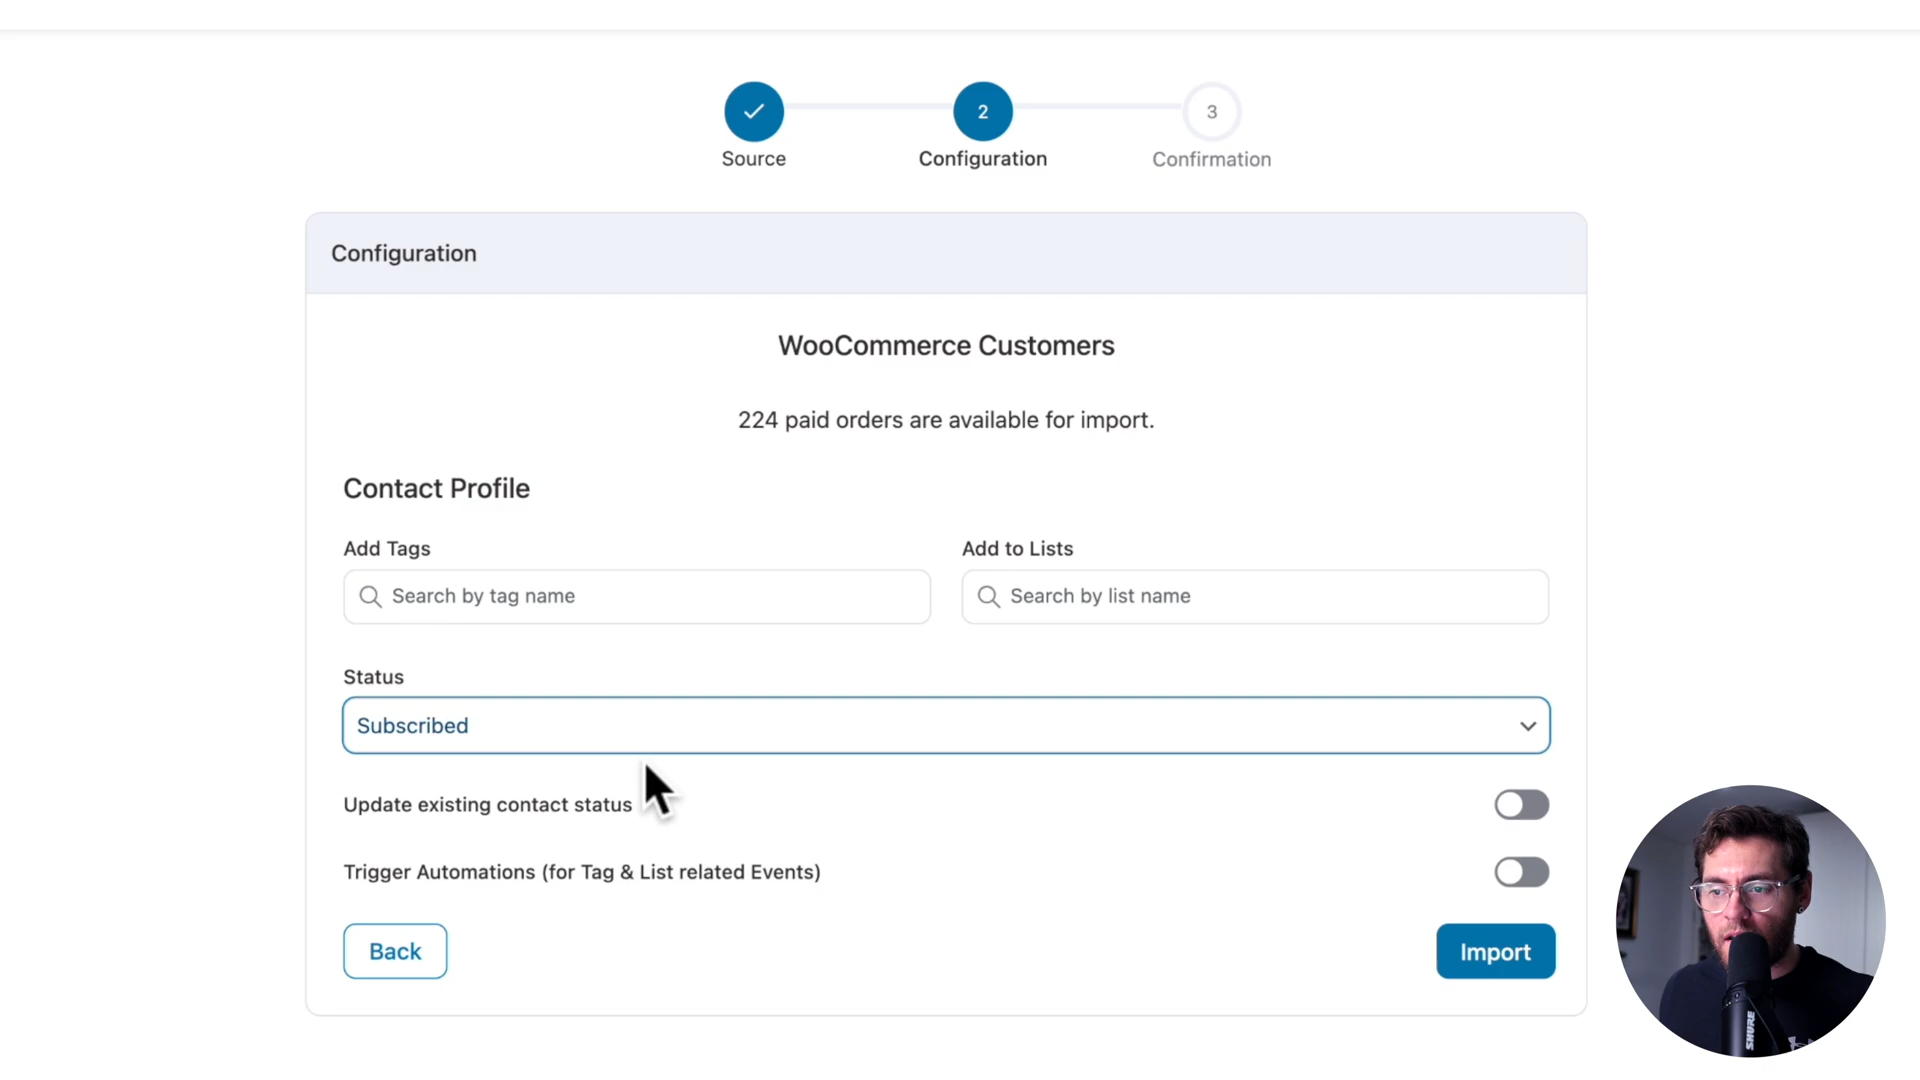 2
3
Source
Configuration
Confirmation
Configuration
WooCommerce Customers
224 paid orders are available for import.
Contact Profile
Add Tags
Add to Lists
Search by tag name
Search by list name
Status
Subscribed
Update existing contact status
Trigger Automations (for Tag & List related Events)
Back
Import
SHURE